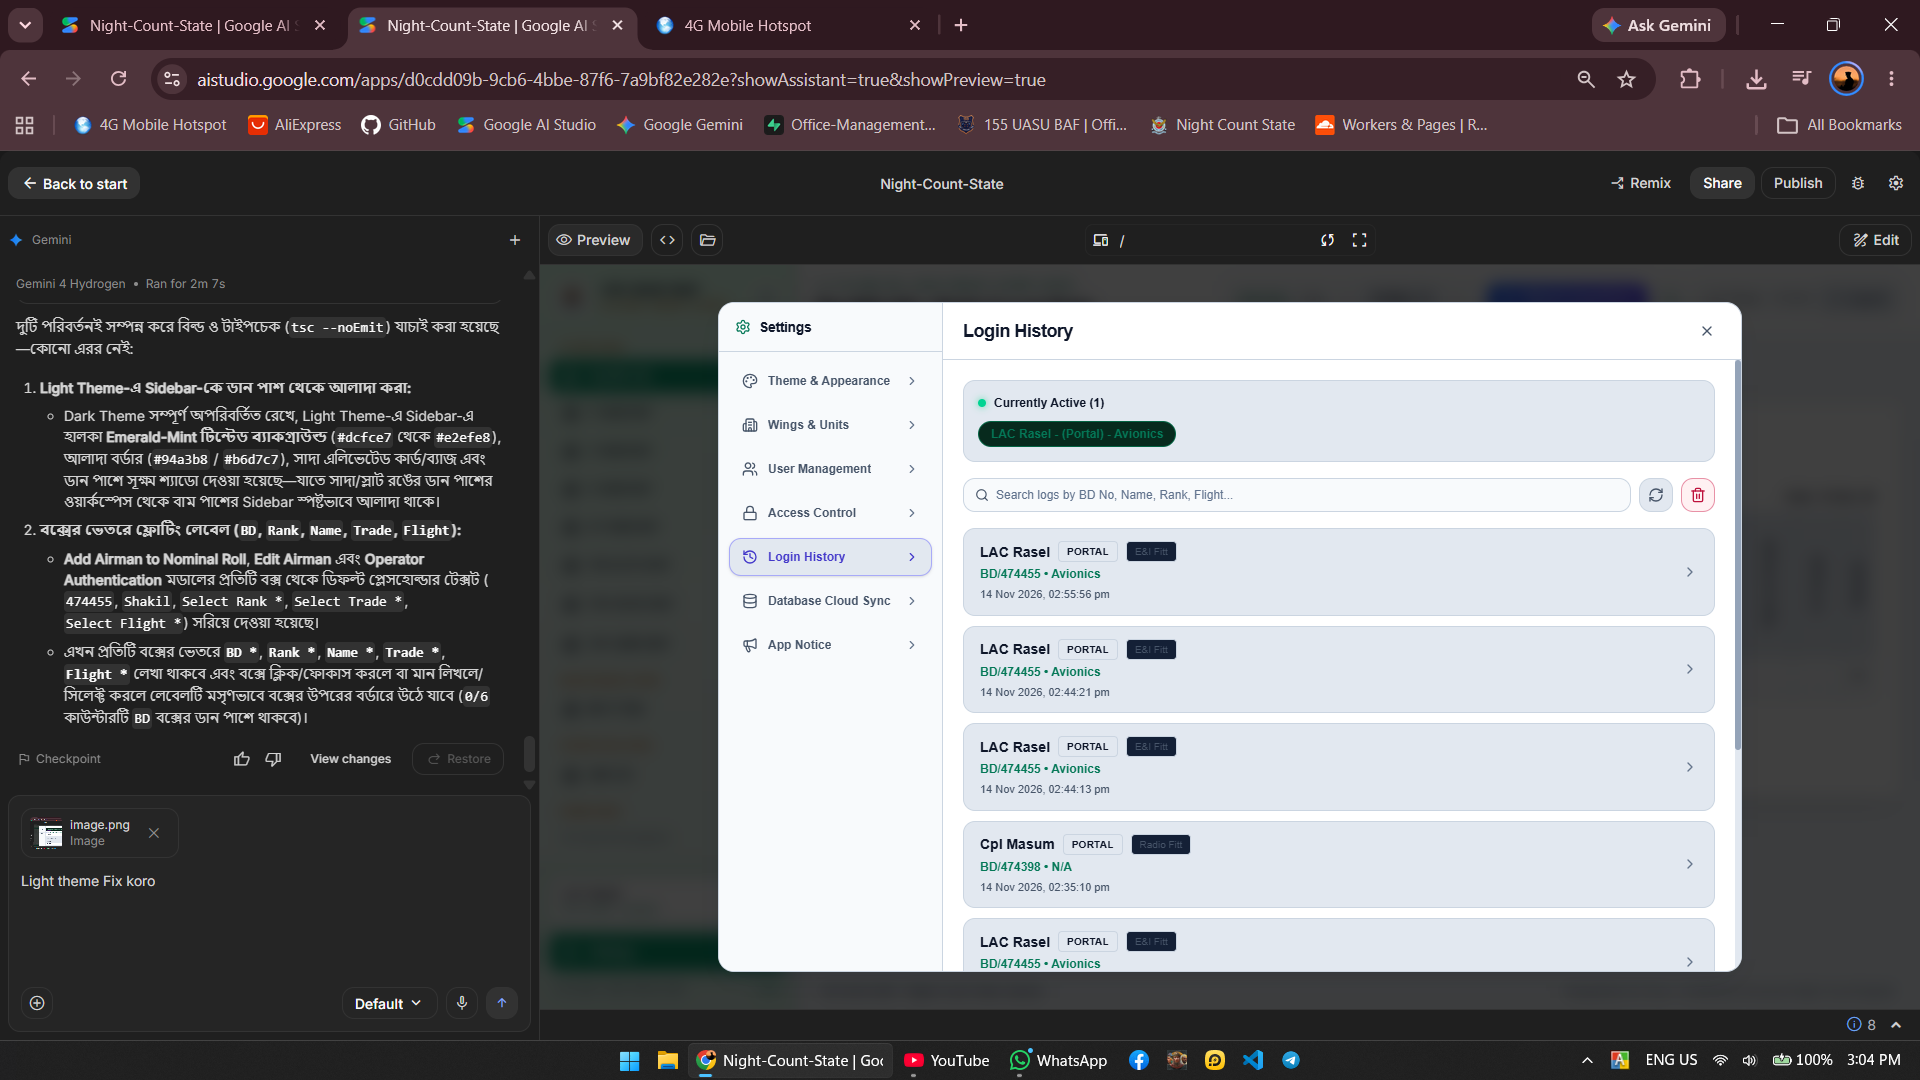 Night-Count-State | Google AI S
Night-Count-State | Google AI S
4G Mobile Hotspot
Ask Gemini
aistudio.google.com/apps/d0cdd09b-9cb6-4bbe-87f6-7a9bf82e282e?showAssistant=true&showPreview=true
4G Mobile Hotspot
AliExpress
GitHub
Google AI Studio
Google Gemini
Office-Management...
155 UASU BAF | Offi...
Night Count State
Workers & Pages | R...
All Bookmarks
Back to start
Night-Count-State
Remix
Share
Publish
Gemini
Preview
/
Edit
Gemini 4 Hydrogen • Ran for 2m 7s
দুটি পরিবর্তনই সম্পন্ন করে বিল্ড ও টাইপচেক (tsc --noEmit) যাচাই করা হয়েছে
—কোনো এরর নেই:
1. Light Theme-এ Sidebar-কে ডান পাশ থেকে আলাদা করা:
Dark Theme সম্পূর্ণ অপরিবর্তিত রেখে, Light Theme-এ Sidebar-এ
হালকা Emerald-Mint টিন্টেড ব্যাকগ্রাউন্ড (#dcfce7 থেকে #e2efe8),
আলাদা বর্ডার (#94a3b8 / #b6d7c7), সাদা এলিভেটেড কার্ড/ব্যাজ এবং
ডান পাশে সূক্ষ্ম শ্যাডো দেওয়া হয়েছে—যাতে সাদা/স্লাট রঙের ডান পাশের
ওয়ার্কস্পেস থেকে বাম পাশের Sidebar স্পষ্টভাবে আলাদা থাকে।
2. বক্সের ভেতরে ফ্লোটিং লেবেল (BD, Rank, Name, Trade, Flight):
Add Airman to Nominal Roll, Edit Airman এবং Operator
Authentication মডালের প্রতিটি বক্স থেকে ডিফল্ট প্লেসহোল্ডার টেক্সট (
474455, Shakil, Select Rank *, Select Trade *,
Select Flight *) সরিয়ে দেওয়া হয়েছে।
এখন প্রতিটি বক্সের ভেতরে BD *, Rank *, Name *, Trade *,
Flight * লেখা থাকবে এবং বক্সে ক্লিক/ফোকাস করলে বা মান লিখলে/
সিলেক্ট করলে লেবেলটি মসৃণভাবে বক্সের উপরের বর্ডারে উঠে যাবে (0/6
কাউন্টারটি BD বক্সের ডান পাশে থাকবে)।
Checkpoint
View changes
Restore
image.png
Image
Light theme Fix koro
Default
Settings
Theme & Appearance
Wings & Units
User Management
Access Control
Login History
Database Cloud Sync
App Notice
Login History
Currently Active (1)
LAC Rasel - (Portal) - Avionics
Search logs by BD No, Name, Rank, Flight...
LAC Rasel PORTAL E&I Fitt
BD/474455 • Avionics
14 Nov 2026, 02:55:56 pm
LAC Rasel PORTAL E&I Fitt
BD/474455 • Avionics
14 Nov 2026, 02:44:21 pm
LAC Rasel PORTAL E&I Fitt
BD/474455 • Avionics
14 Nov 2026, 02:44:13 pm
Cpl Masum PORTAL Radio Fitt
BD/474398 • N/A
14 Nov 2026, 02:35:10 pm
LAC Rasel PORTAL E&I Fitt
BD/474455 • Avionics
8
Night-Count-State | Goo
YouTube
WhatsApp
ENG US
100%
3:04 PM